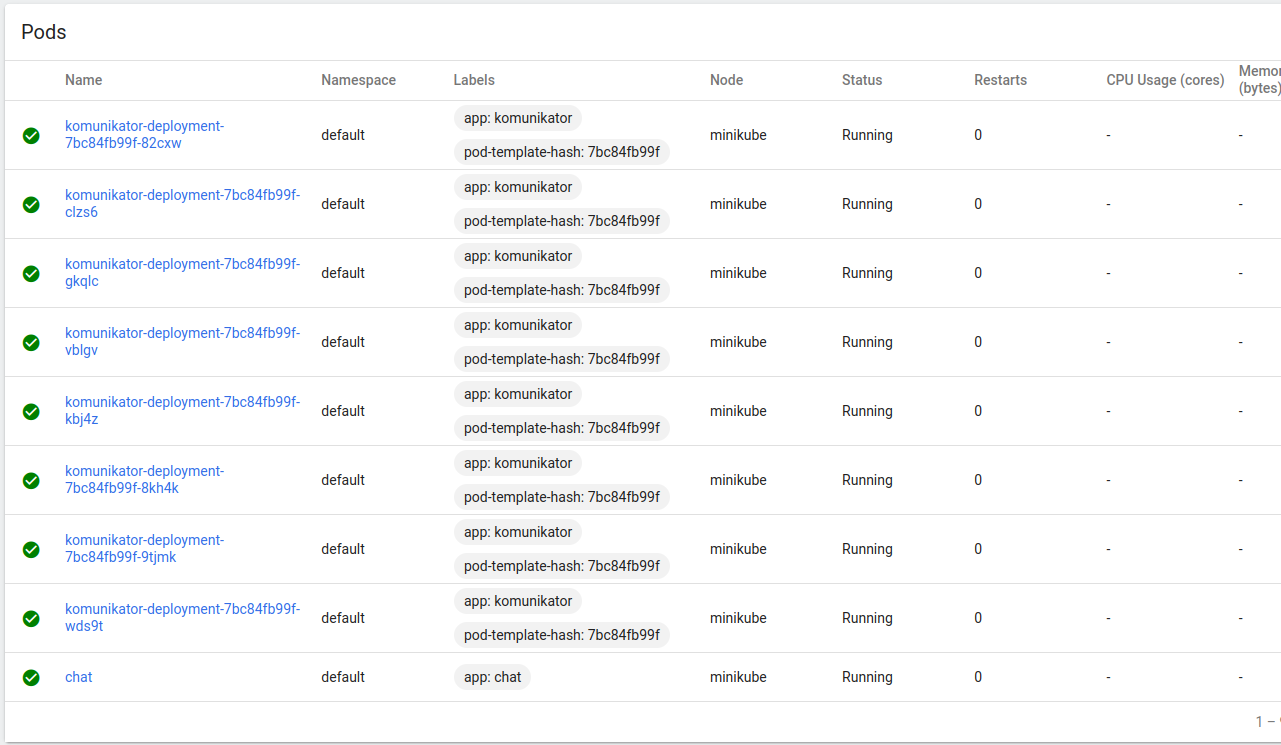 Pods
Name Namespace Labels Node Status Restarts CPU Usage (cores) Memor
(bytes)
komunikator-deployment-
7bc84fb99f-82cxw
default
app: komunikator
pod-template-hash: 7bc84fb99f
minikube Running 0 - -
komunikator-deployment-7bc84fb99f-
clzs6
default
app: komunikator
pod-template-hash: 7bc84fb99f
minikube Running 0 - -
komunikator-deployment-7bc84fb99f-
gkqlc
default
app: komunikator
pod-template-hash: 7bc84fb99f
minikube Running 0 - -
komunikator-deployment-7bc84fb99f-
vblgv
default
app: komunikator
pod-template-hash: 7bc84fb99f
minikube Running 0 - -
komunikator-deployment-7bc84fb99f-
kbj4z
default
app: komunikator
pod-template-hash: 7bc84fb99f
minikube Running 0 - -
komunikator-deployment-
7bc84fb99f-8kh4k
default
app: komunikator
pod-template-hash: 7bc84fb99f
minikube Running 0 - -
komunikator-deployment-
7bc84fb99f-9tjmk
default
app: komunikator
pod-template-hash: 7bc84fb99f
minikube Running 0 - -
komunikator-deployment-7bc84fb99f-
wds9t
default
app: komunikator
pod-template-hash: 7bc84fb99f
minikube Running 0 - -
chat default app: chat minikube Running 0 - -
1 –